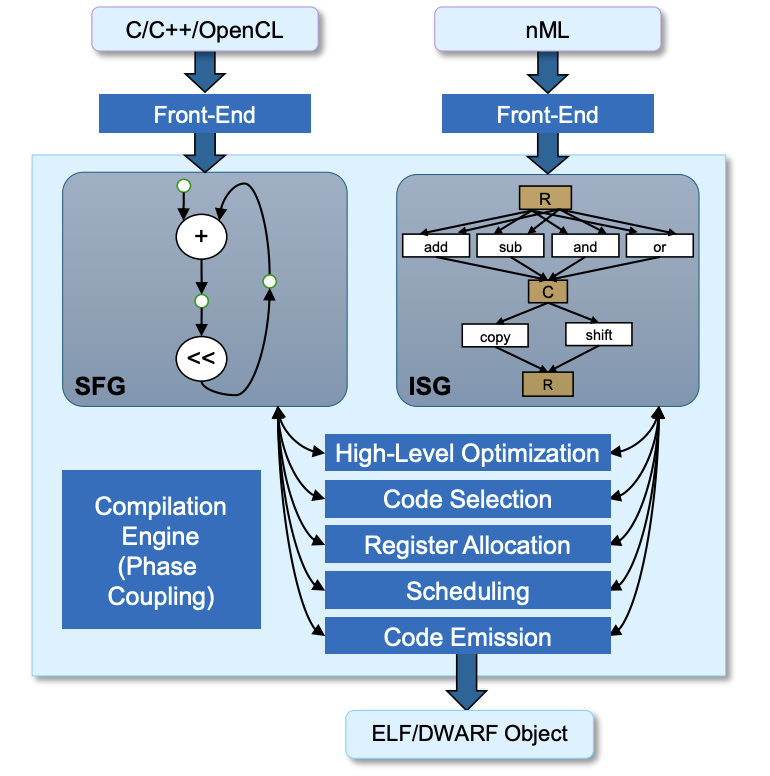 C/C++/OpenCL
nML
Front-End
Front-End
+
<<
SFG
R
add
sub
and
or
C
copy
shift
R
ISG
High-Level Optimization
Code Selection
Register Allocation
Scheduling
Code Emission
Compilation
Engine
(Phase
Coupling)
ELF/DWARF Object